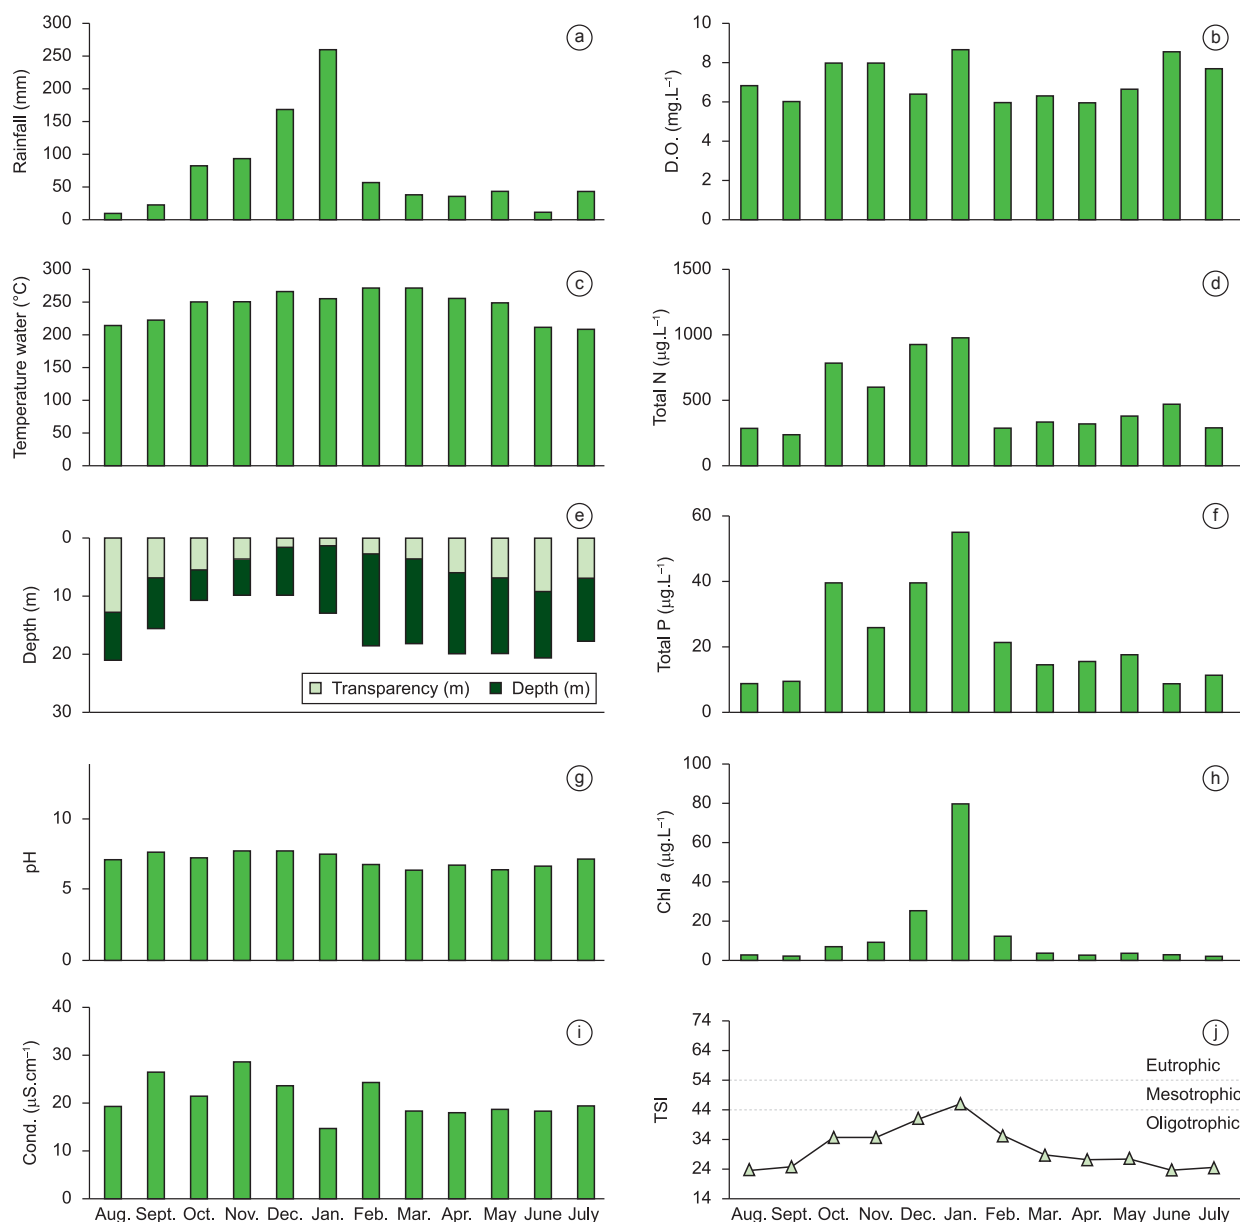 300
250
200
150
100
50
0
Rainfall (mm)
a
10
8
6
4
2
0
D.O. (mg.L⁻¹)
b
300
250
200
150
100
50
0
Temperature water (°C)
c
1500
1000
500
0
Total N (µg.L⁻¹)
d
0
10
20
30
Depth (m)
e
Transparency (m) Depth (m)
60
40
20
0
Total P (µg.L⁻¹)
f
10
5
0
pH
g
100
80
60
40
20
0
Chl a (µg.L⁻¹)
h
40
30
20
10
0
Cond. (µS.cm⁻¹)
i
Aug. Sept. Oct. Nov. Dec. Jan. Feb. Mar. Apr. May June July
74
64
54
44
34
24
14
TSI
j
Eutrophic
Mesotrophic
Oligotrophic
Aug. Sept. Oct. Nov. Dec. Jan. Feb. Mar. Apr. May June July